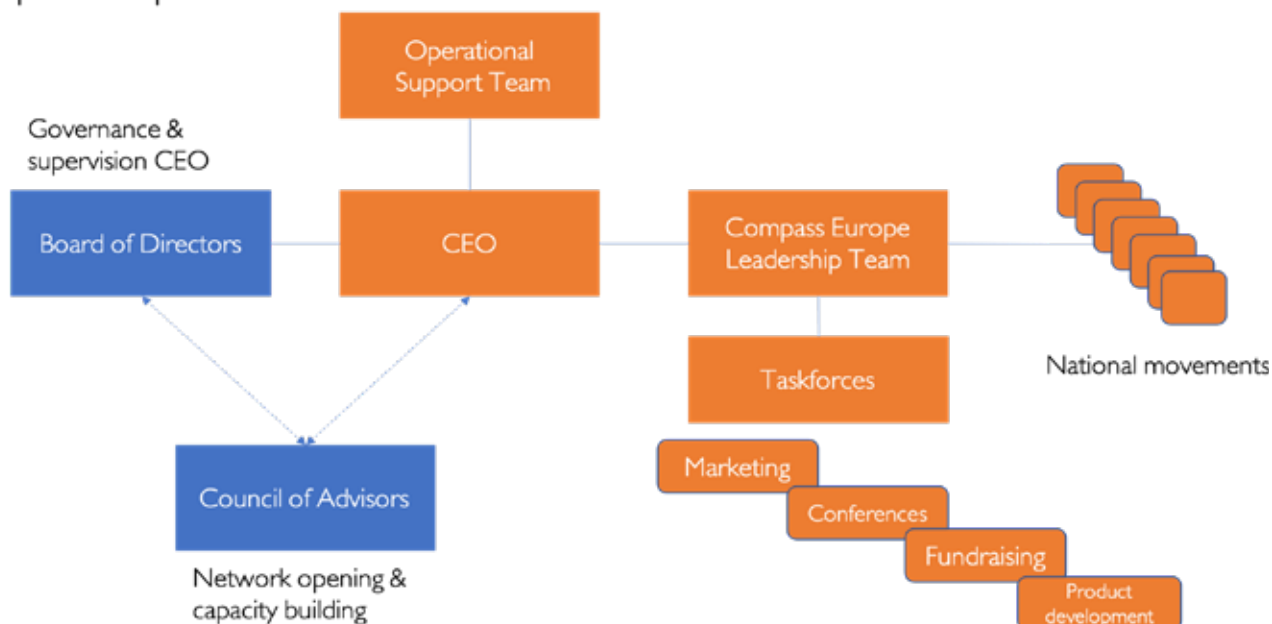 Operational
Support Team
Governance &
supervision CEO
Board of Directors
CEO
Compass Europe
Leadership Team
National movements
Taskforces
Council of Advisors
Network opening &
capacity building
Marketing
Conferences
Fundraising
Product
development